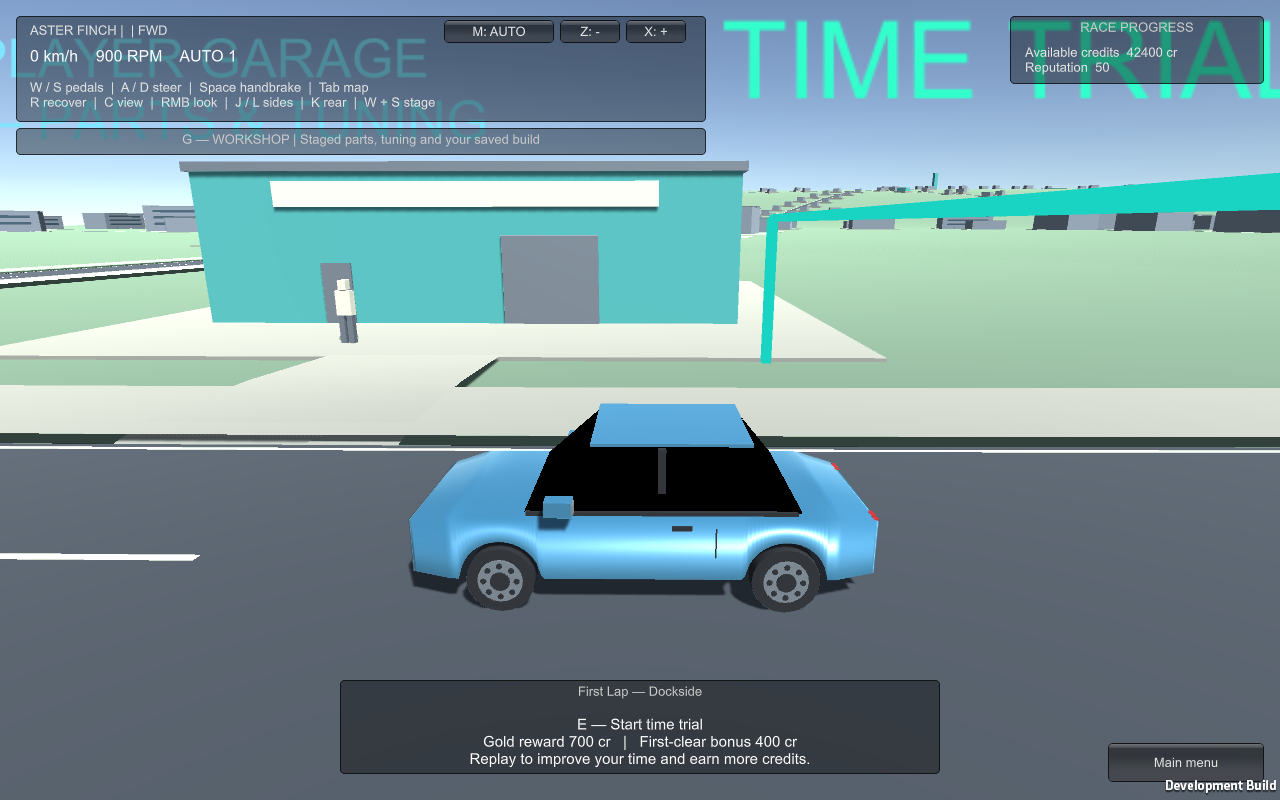 ASTER FINCH | | FWD
M: AUTO
Z: -
X: +
0 km/h 900 RPM AUTO 1
W / S pedals | A / D steer | Space handbrake | Tab map
R recover | C view | RMB look | J / L sides | K rear | W + S stage
G — WORKSHOP | Staged parts, tuning and your saved build
PLAYER GARAGE
PARTS & TUNING
TIME TRIAL
RACE PROGRESS
Available credits 42400 cr
Reputation 50
First Lap — Dockside
E — Start time trial
Gold reward 700 cr | First-clear bonus 400 cr
Replay to improve your time and earn more credits.
Main menu
Development Build